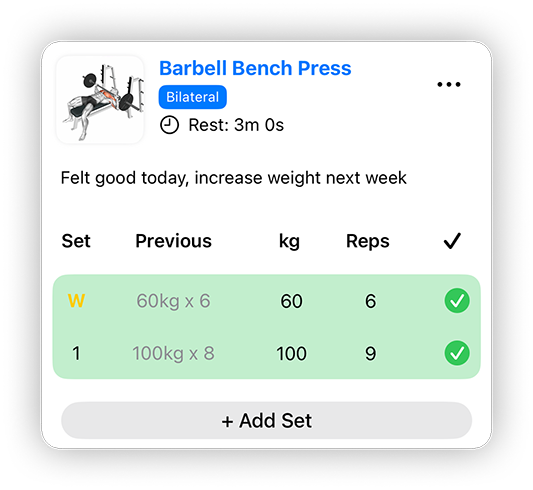 Barbell Bench Press
Bilateral
Rest: 3m 0s
Felt good today, increase weight next week
Set Previous kg Reps ✓
W 60kg x 6 60 6
1 100kg x 8 100 9
+ Add Set